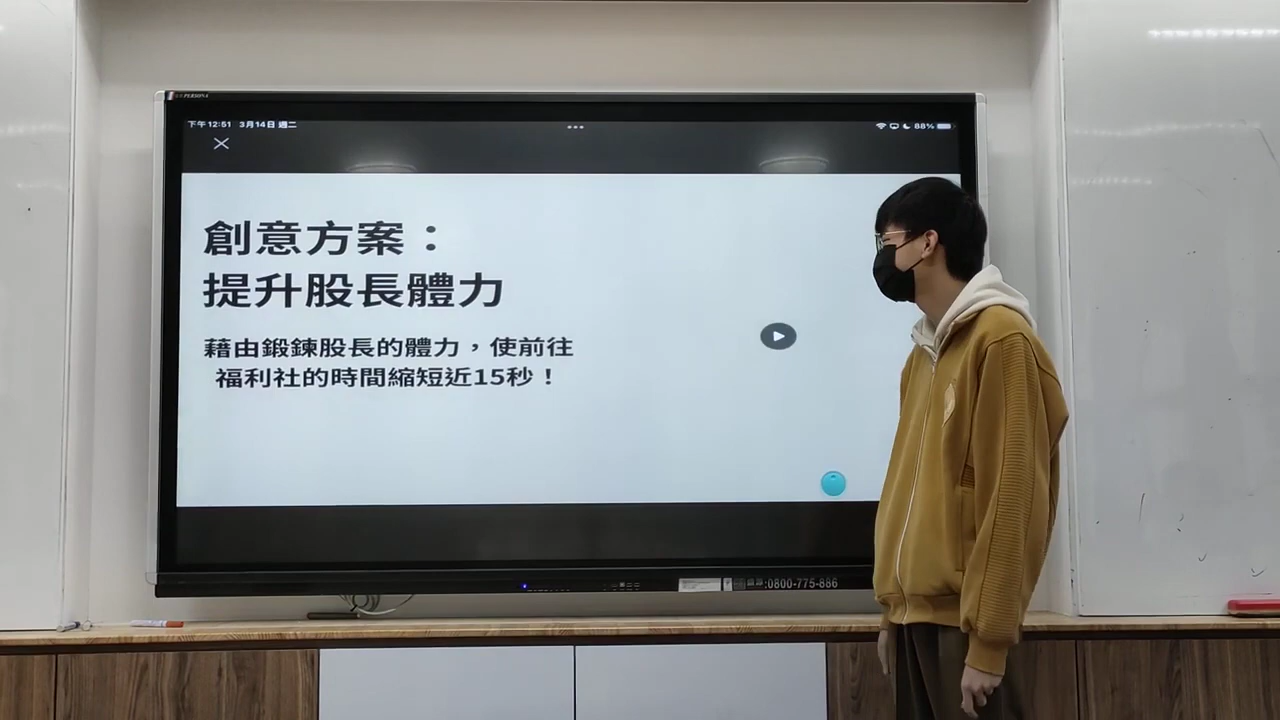 PERSONA
下午12:51 3月14日 週二
88%
創意方案：
提升股長體力
藉由鍛鍊股長的體力，使前往
福利社的時間縮短近15秒！
:0800-775-886